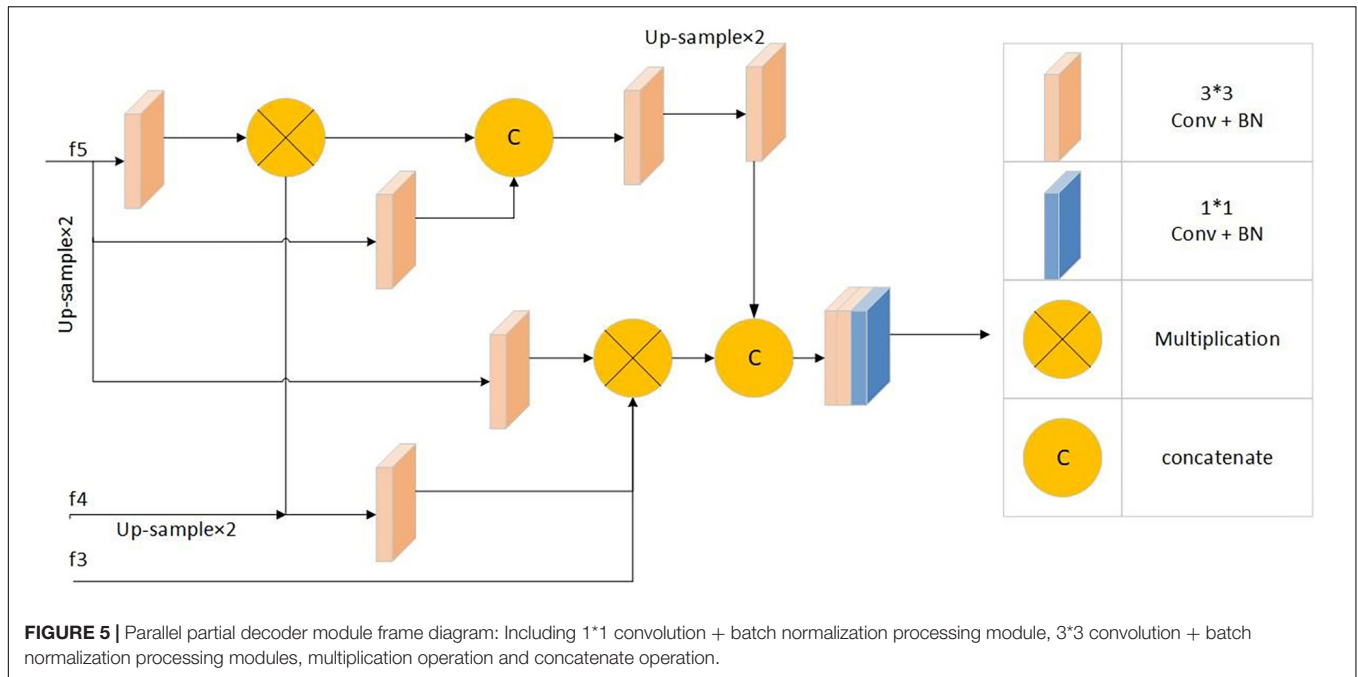 Up-sample×2
f5
C
Up-sample×2
C
f4
Up-sample×2
f3
3*3
Conv + BN
1*1
Conv + BN
Multiplication
C
concatenate
FIGURE 5 | Parallel partial decoder module frame diagram: Including 1*1 convolution + batch normalization processing module, 3*3 convolution + batch
normalization processing modules, multiplication operation and concatenate operation.